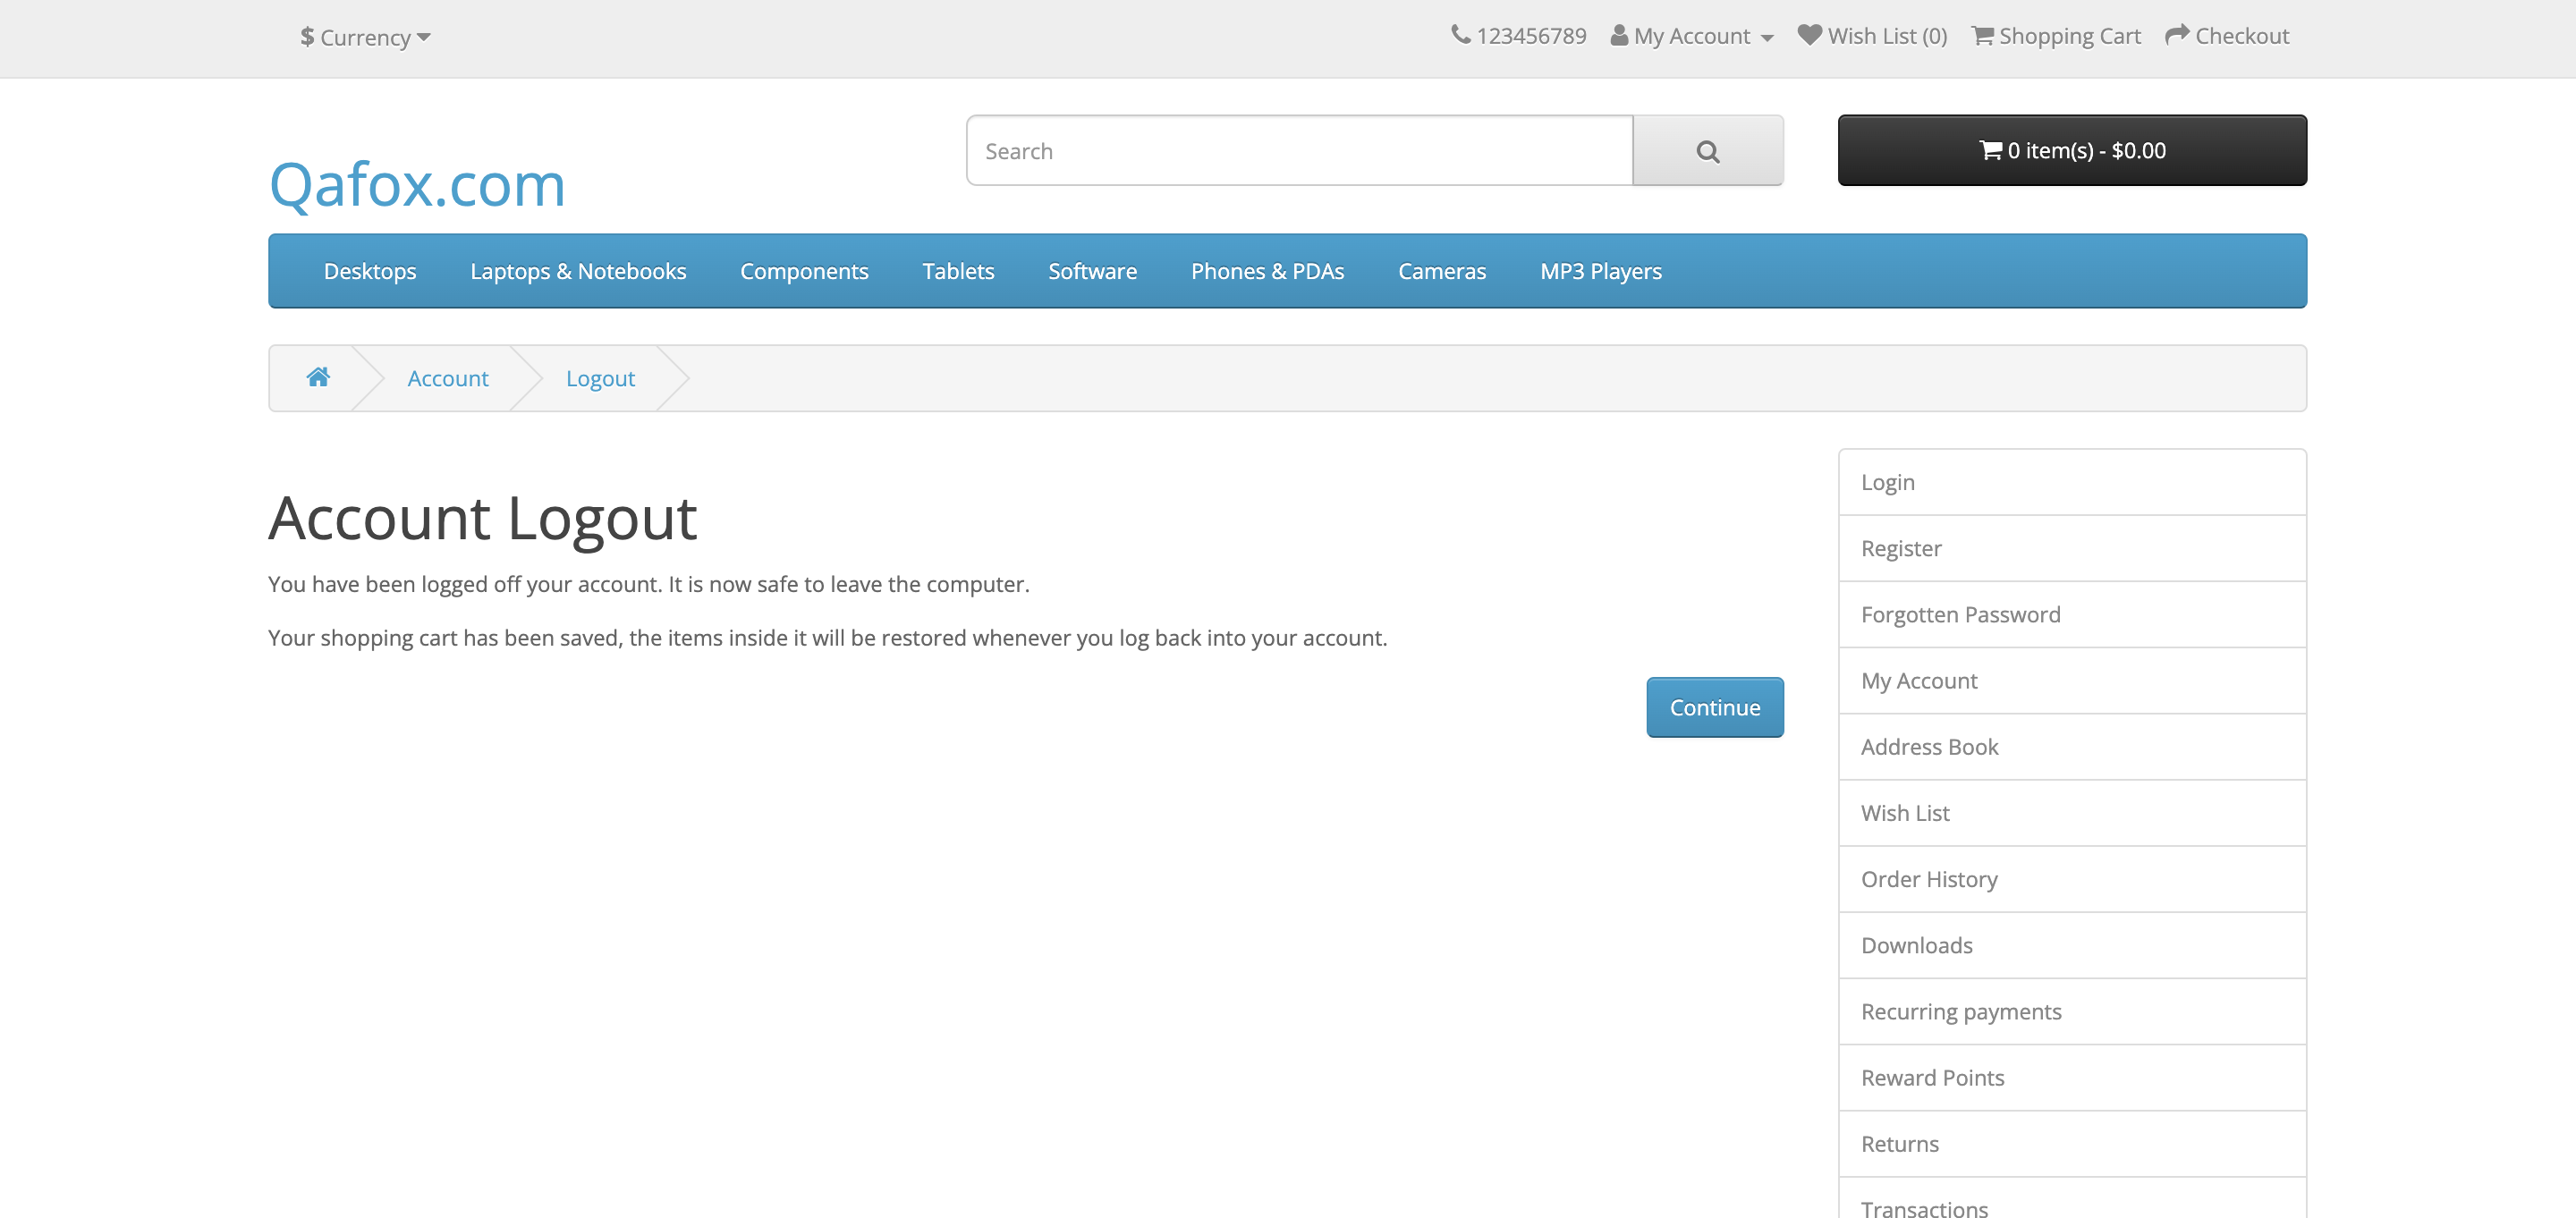 $ Currency
123456789 My Account Wish List (0) Shopping Cart Checkout
Qafox.com
Search
0 item(s) - $0.00
Desktops Laptops & Notebooks Components Tablets Software Phones & PDAs Cameras MP3 Players
Account Logout
Account Logout
You have been logged off your account. It is now safe to leave the computer.
Your shopping cart has been saved, the items inside it will be restored whenever you log back into your account.
Continue
Login
Register
Forgotten Password
My Account
Address Book
Wish List
Order History
Downloads
Recurring payments
Reward Points
Returns
Transactions